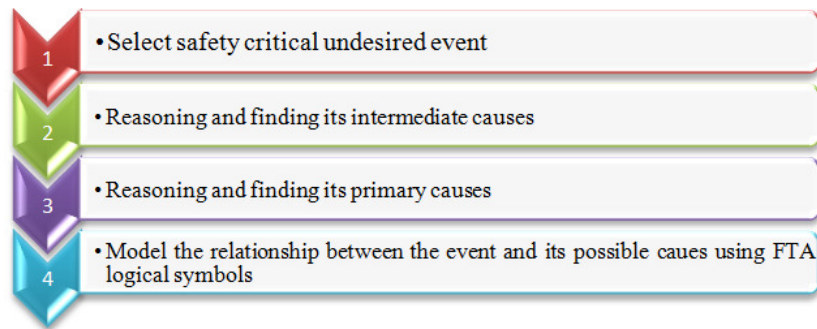 1
•Select safety critical undesired event
2
•Reasoning and finding its intermediate causes
3
•Reasoning and finding its primary causes
4
•Model the relationship between the event and its possible caues using FTA
logical symbols